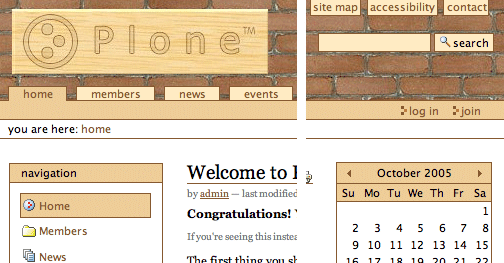 Plone™
site map accessibility contact
search
home members news events
log in join
you are here: home
navigation
Home
Members
News
Welcome to
by admin — last modified
Congratulations!
If you're seeing this
The first thing you
October 2005
Su Mo Tu We Th Fr Sa
1
2 3 4 5 6 7 8
9 10 11 12 13 14 15
16 17 18 19 20 21 22